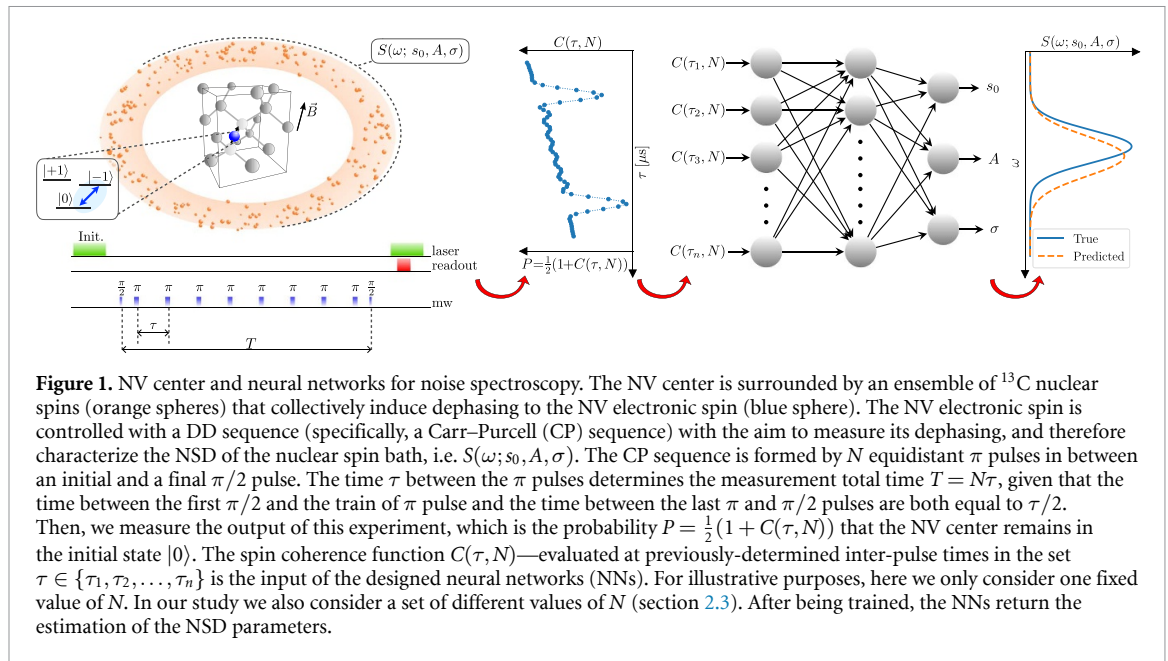 S(ω; s₀, A, σ)
B⃗
|+1⟩ |−1⟩
|0⟩
Init.
laser
readout
π/2 π π π π π π π π π/2
mw
τ
T
C(τ, N)
τ [μs]
P=½(1+C(τ, N))
C(τ₁, N)
C(τ₂, N)
C(τ₃, N)
C(τₙ, N)
s₀
A
σ
S(ω; s₀, A, σ)
ω
True
Predicted
Figure 1. NV center and neural networks for noise spectroscopy. The NV center is surrounded by an ensemble of ¹³C nuclear
spins (orange spheres) that collectively induce dephasing to the NV electronic spin (blue sphere). The NV electronic spin is
controlled with a DD sequence (specifically, a Carr–Purcell (CP) sequence) with the aim to measure its dephasing, and therefore
characterize the NSD of the nuclear spin bath, i.e. S(ω; s₀, A, σ). The CP sequence is formed by N equidistant π pulses in between
an initial and a final π/2 pulse. The time τ between the π pulses determines the measurement total time T = Nτ, given that the
time between the first π/2 and the train of π pulse and the time between the last π and π/2 pulses are both equal to τ/2.
Then, we measure the output of this experiment, which is the probability P = ½(1 + C(τ, N)) that the NV center remains in
the initial state |0⟩. The spin coherence function C(τ, N)—evaluated at previously-determined inter-pulse times in the set
τ ∈ {τ₁, τ₂, . . . , τₙ} is the input of the designed neural networks (NNs). For illustrative purposes, here we only consider one fixed
value of N. In our study we also consider a set of different values of N (section 2.3). After being trained, the NNs return the
estimation of the NSD parameters.